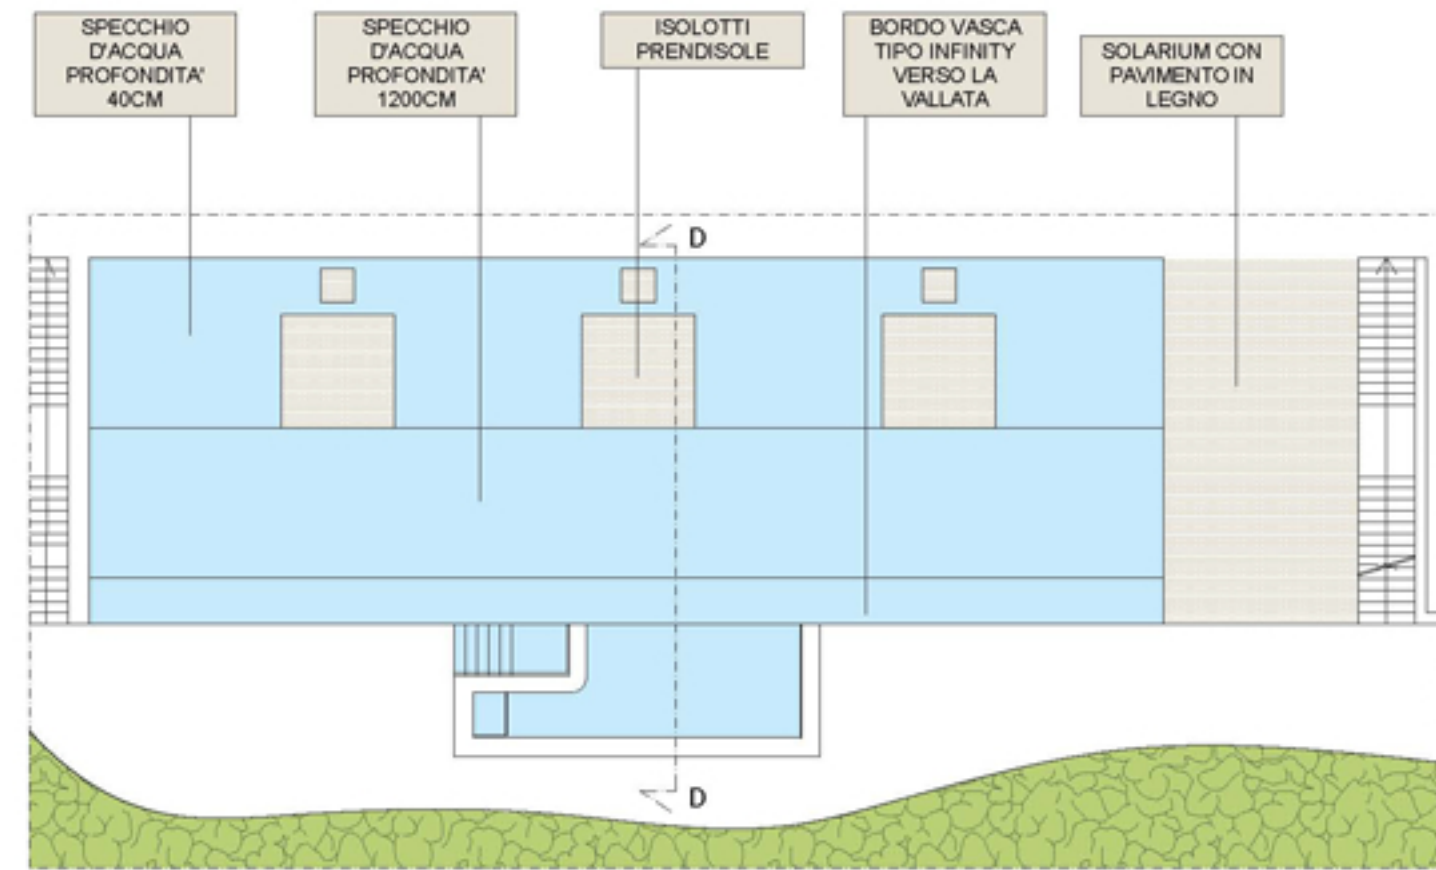 SPECCHIO
D'ACQUA
PROFONDITA'
40CM
SPECCHIO
D'ACQUA
PROFONDITA'
1200CM
ISOLOTTI
PRENDISOLE
BORDO VASCA
TIPO INFINITY
VERSO LA
VALLATA
SOLARIUM CON
PAVIMENTO IN
LEGNO
D
D